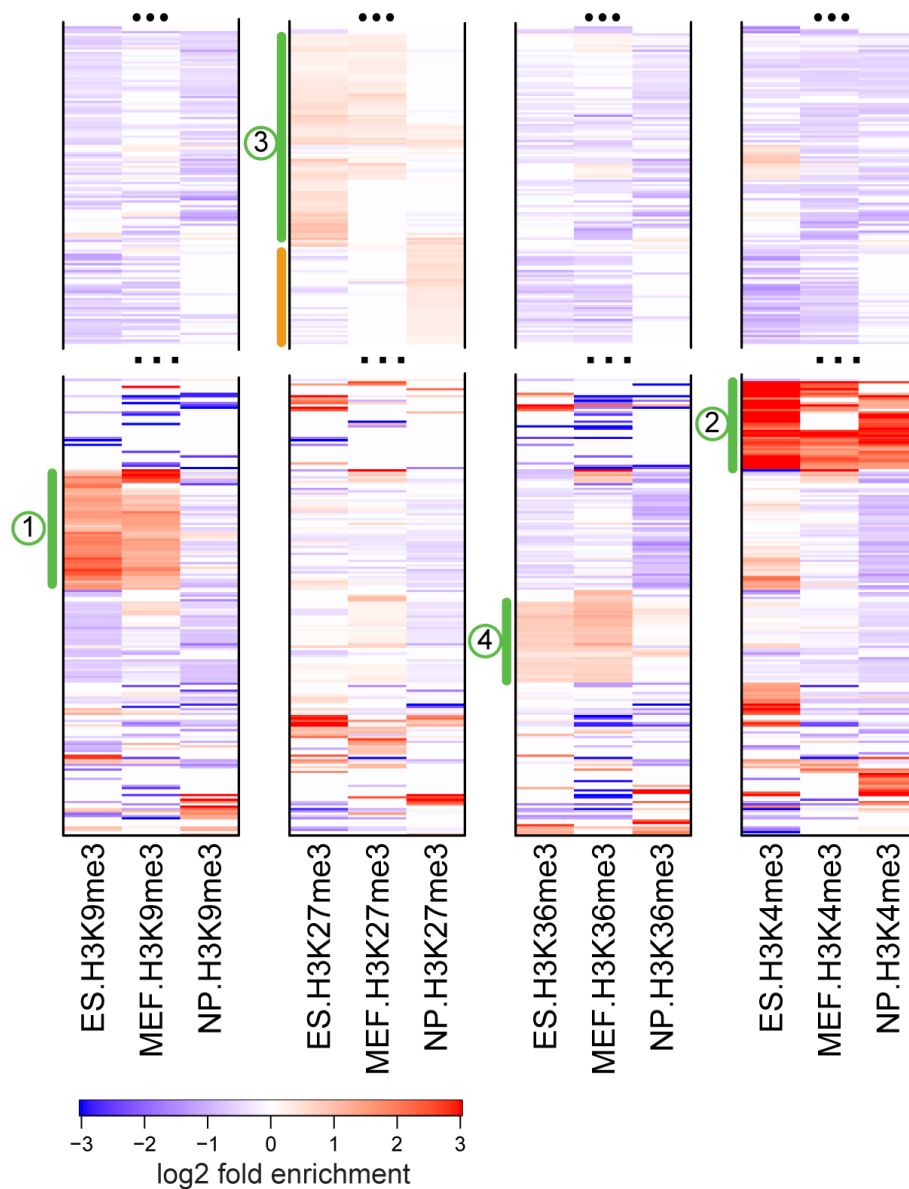 3
1
2
4
ES.H3K9me3
MEF.H3K9me3
NP.H3K9me3
ES.H3K27me3
MEF.H3K27me3
NP.H3K27me3
ES.H3K36me3
MEF.H3K36me3
NP.H3K36me3
ES.H3K4me3
MEF.H3K4me3
NP.H3K4me3
−3 −2 −1 0 1 2 3
log2 fold enrichment